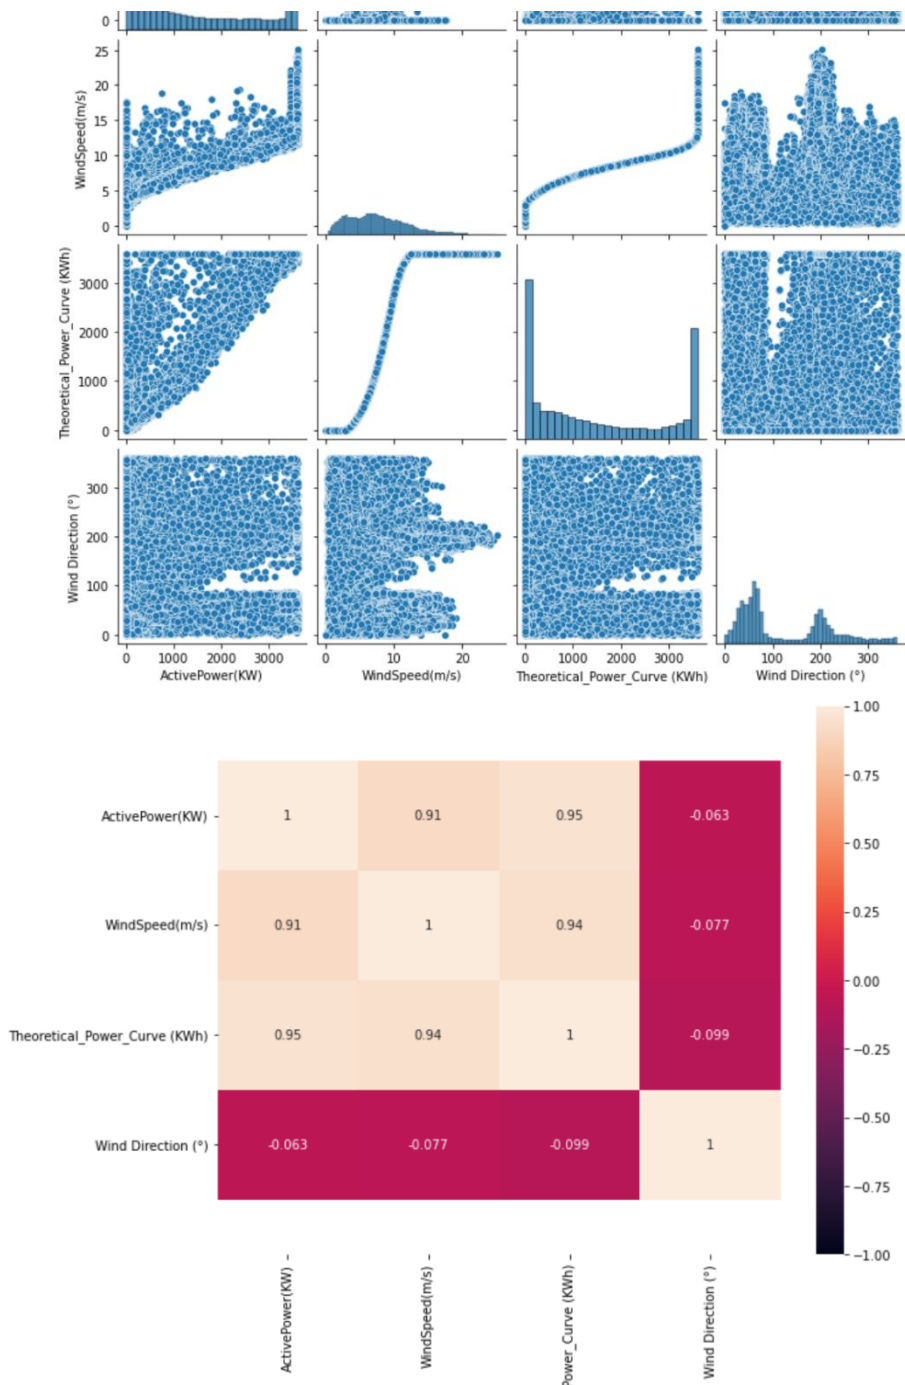 0
25
20
15
10
5
0
WindSpeed(m/s)
3000
2000
1000
0
Theoretical_Power_Curve (KWh)
300
200
100
0
Wind Direction (°)
0 1000 2000 3000
0 10 20
0 1000 2000 3000
0 100 200 300
ActivePower(KW) WindSpeed(m/s) Theoretical_Power_Curve (KWh) Wind Direction (°)
ActivePower(KW) 1 0.91 0.95 -0.063
WindSpeed(m/s) 0.91 1 0.94 -0.077
Theoretical_Power_Curve (KWh) 0.95 0.94 1 -0.099
Wind Direction (°) -0.063 -0.077 -0.099 1
1.00
0.75
0.50
0.25
0.00
−0.25
−0.50
−0.75
−1.00
ActivePower(KW)
WindSpeed(m/s)
Power_Curve (KWh)
Wind Direction (°)